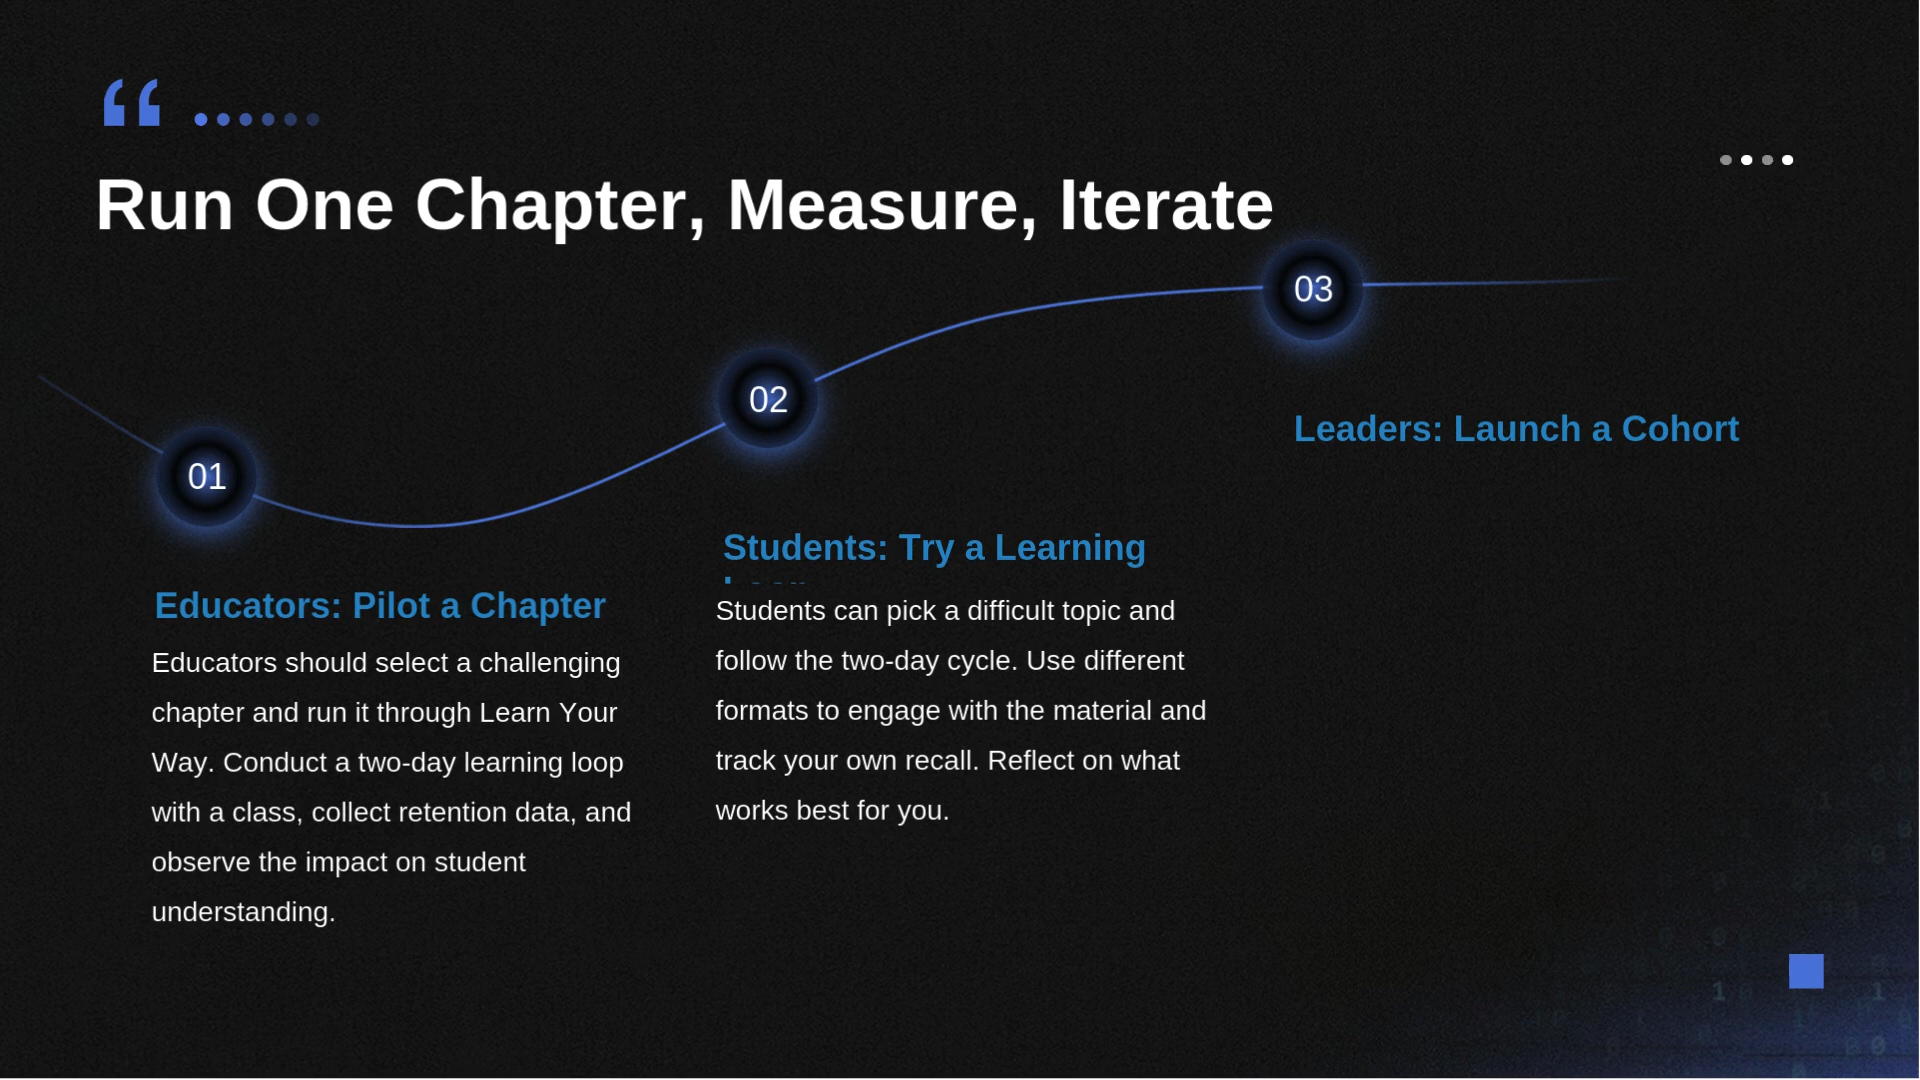 “
Run One Chapter, Measure, Iterate
03
02
01
Leaders: Launch a Cohort
Students: Try a Learning
Educators: Pilot a Chapter
Educators should select a challenging
chapter and run it through Learn Your
Way. Conduct a two-day learning loop
with a class, collect retention data, and
observe the impact on student
understanding.
Students can pick a difficult topic and
follow the two-day cycle. Use different
formats to engage with the material and
track your own recall. Reflect on what
works best for you.